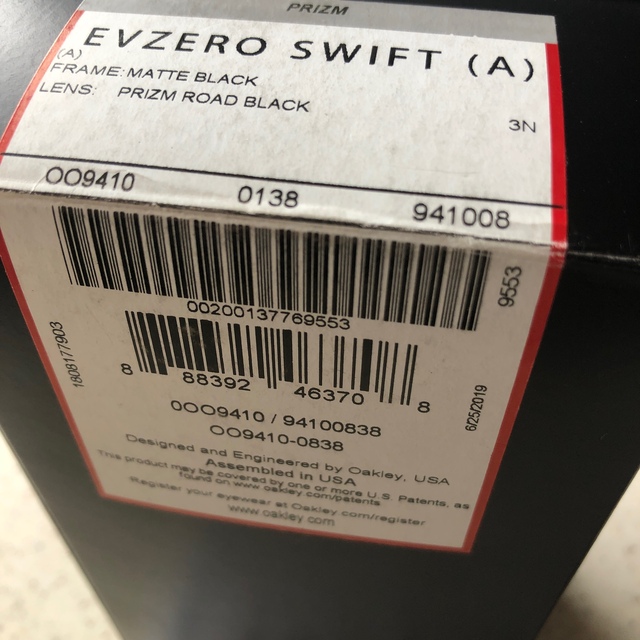 PRIZM
EVZERO SWIFT (A)
(A)
FRAME: MATTE BLACK
LENS: PRIZM ROAD BLACK
3N
OO9410 0138 941008
9553
00200137769553
1808177903
8 88392 46370 8
6/25/2019
0OO9410 / 94100838
OO9410-0838
Designed and Engineered by Oakley, USA
Assembled in USA
This product may be covered by one or more U.S. Patents, as
found on www.oakley.com/patents
Register your eyewear at Oakley.com/register
www.oakley.com